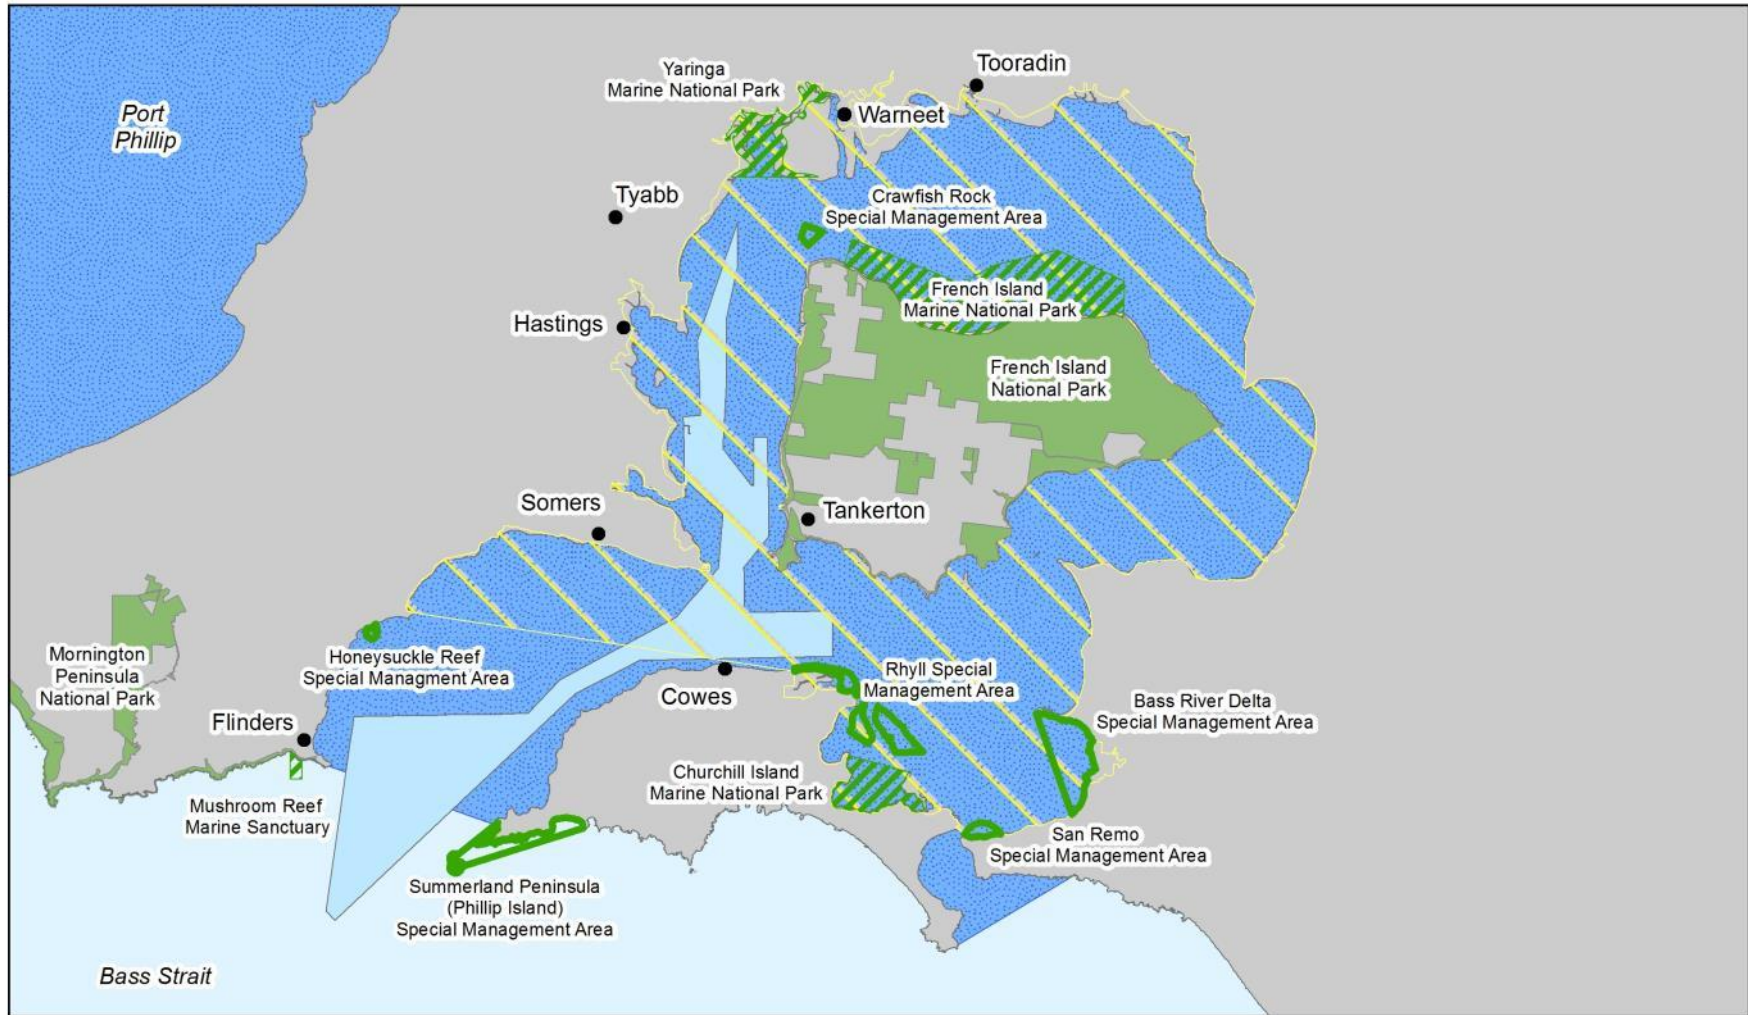 Port
Phillip
Yaringa
Marine National Park
Tooradin
Warneet
Tyabb
Crawfish Rock
Special Management Area
French Island
Marine National Park
Hastings
French Island
National Park
Somers
Tankerton
Mornington
Peninsula
National Park
Honeysuckle Reef
Special Managment Area
Cowes
Rhyll Special
Management Area
Bass River Delta
Special Management Area
Flinders
Churchill Island
Marine National Park
Mushroom Reef
Marine Sanctuary
San Remo
Special Management Area
Summerland Peninsula
(Phillip Island)
Special Management Area
Bass Strait